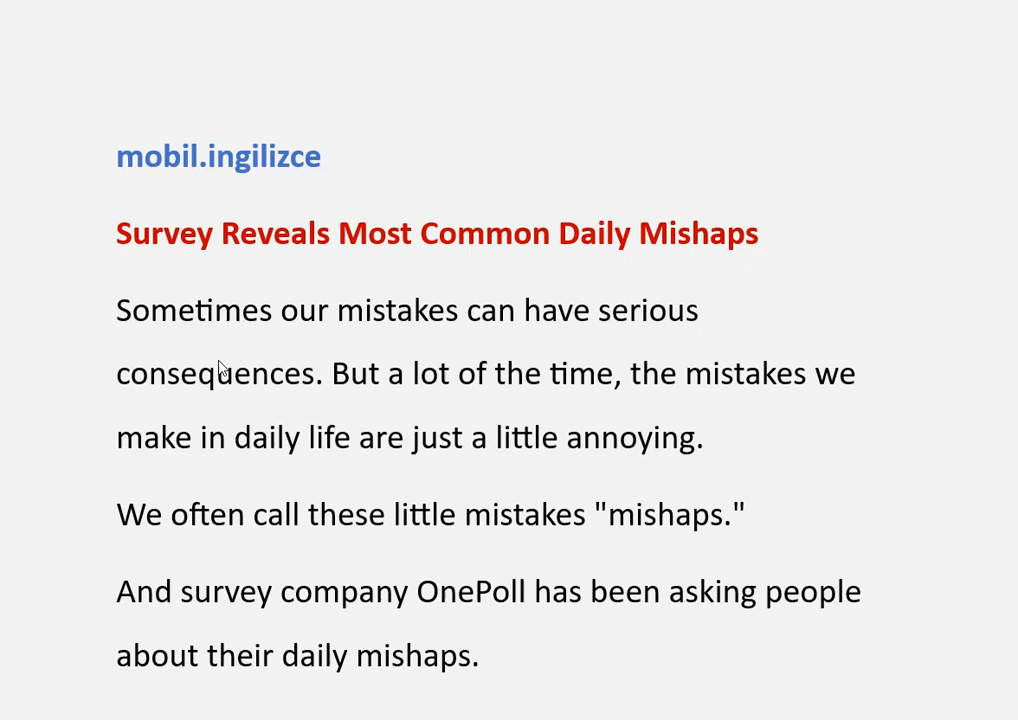 mobil.ingilizce
Survey Reveals Most Common Daily Mishaps
Sometimes our mistakes can have serious
consequences. But a lot of the time, the mistakes we
make in daily life are just a little annoying.
We often call these little mistakes "mishaps."
And survey company OnePoll has been asking people
about their daily mishaps.